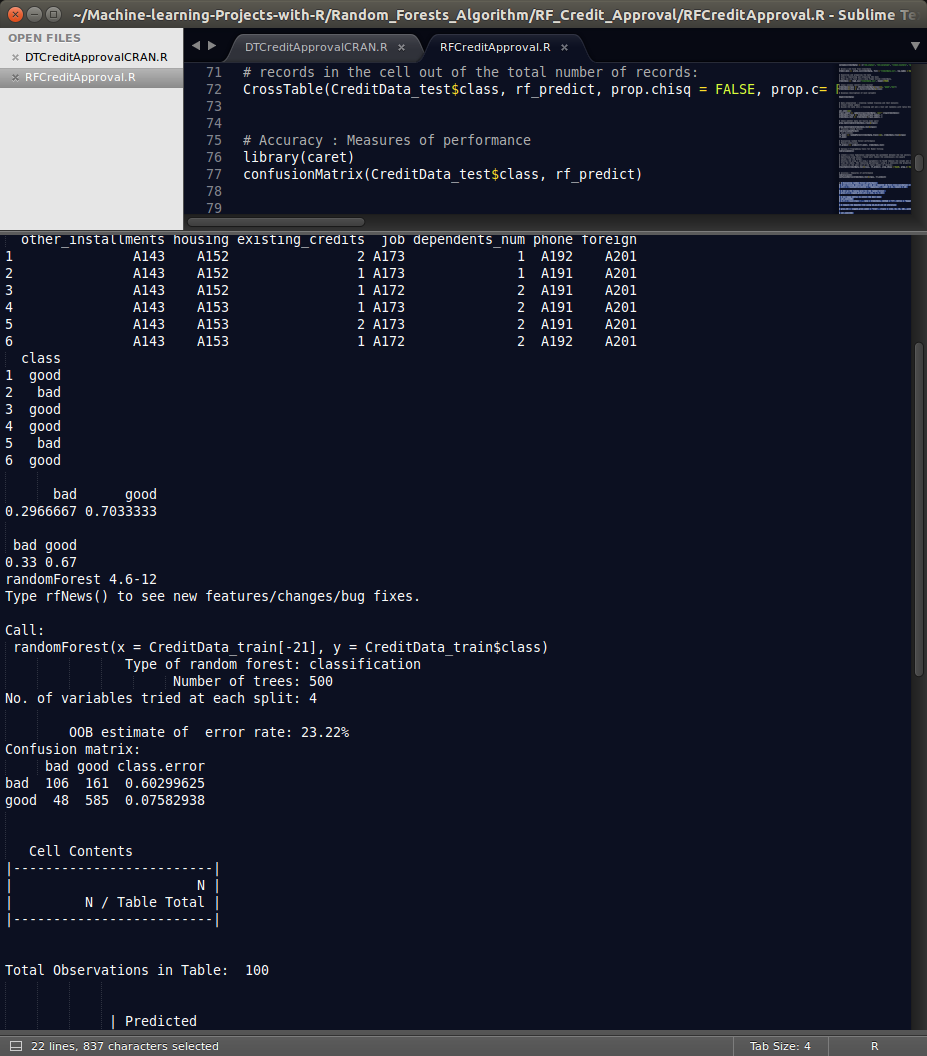 ~/Machine-learning-Projects-with-R/Random_Forests_Algorithm/RF_Credit_Approval/RFCreditApproval.R - Sublime Te
OPEN FILES
DTCreditApprovalCRAN.R
RFCreditApproval.R
DTCreditApprovalCRAN.R RFCreditApproval.R
71 # records in the cell out of the total number of records:
72 CrossTable(CreditData_test$class, rf_predict, prop.chisq = FALSE, prop.c=
73
74
75 # Accuracy : Measures of performance
76 library(caret)
77 confusionMatrix(CreditData_test$class, rf_predict)
78
79
  other_installments housing existing_credits  job dependents_num phone foreign
1               A143    A152                2 A173              1  A192    A201
2               A143    A152                1 A173              1  A191    A201
3               A143    A152                1 A172              2  A191    A201
4               A143    A153                1 A173              2  A191    A201
5               A143    A153                2 A173              2  A191    A201
6               A143    A153                1 A172              2  A192    A201
  class
1  good
2   bad
3  good
4  good
5   bad
6  good
      bad      good
0.2966667 0.7033333
 bad good
0.33 0.67
randomForest 4.6-12
Type rfNews() to see new features/changes/bug fixes.
Call:
 randomForest(x = CreditData_train[-21], y = CreditData_train$class)
               Type of random forest: classification
                     Number of trees: 500
No. of variables tried at each split: 4
        OOB estimate of  error rate: 23.22%
Confusion matrix:
     bad good class.error
bad  106  161  0.60299625
good  48  585  0.07582938
   Cell Contents
|-------------------------|
|                       N |
|         N / Table Total |
|-------------------------|
Total Observations in Table:  100
             | Predicted
22 lines, 837 characters selected
Tab Size: 4
R